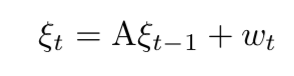 ξ_t = Aξ_{t−1} + w_t